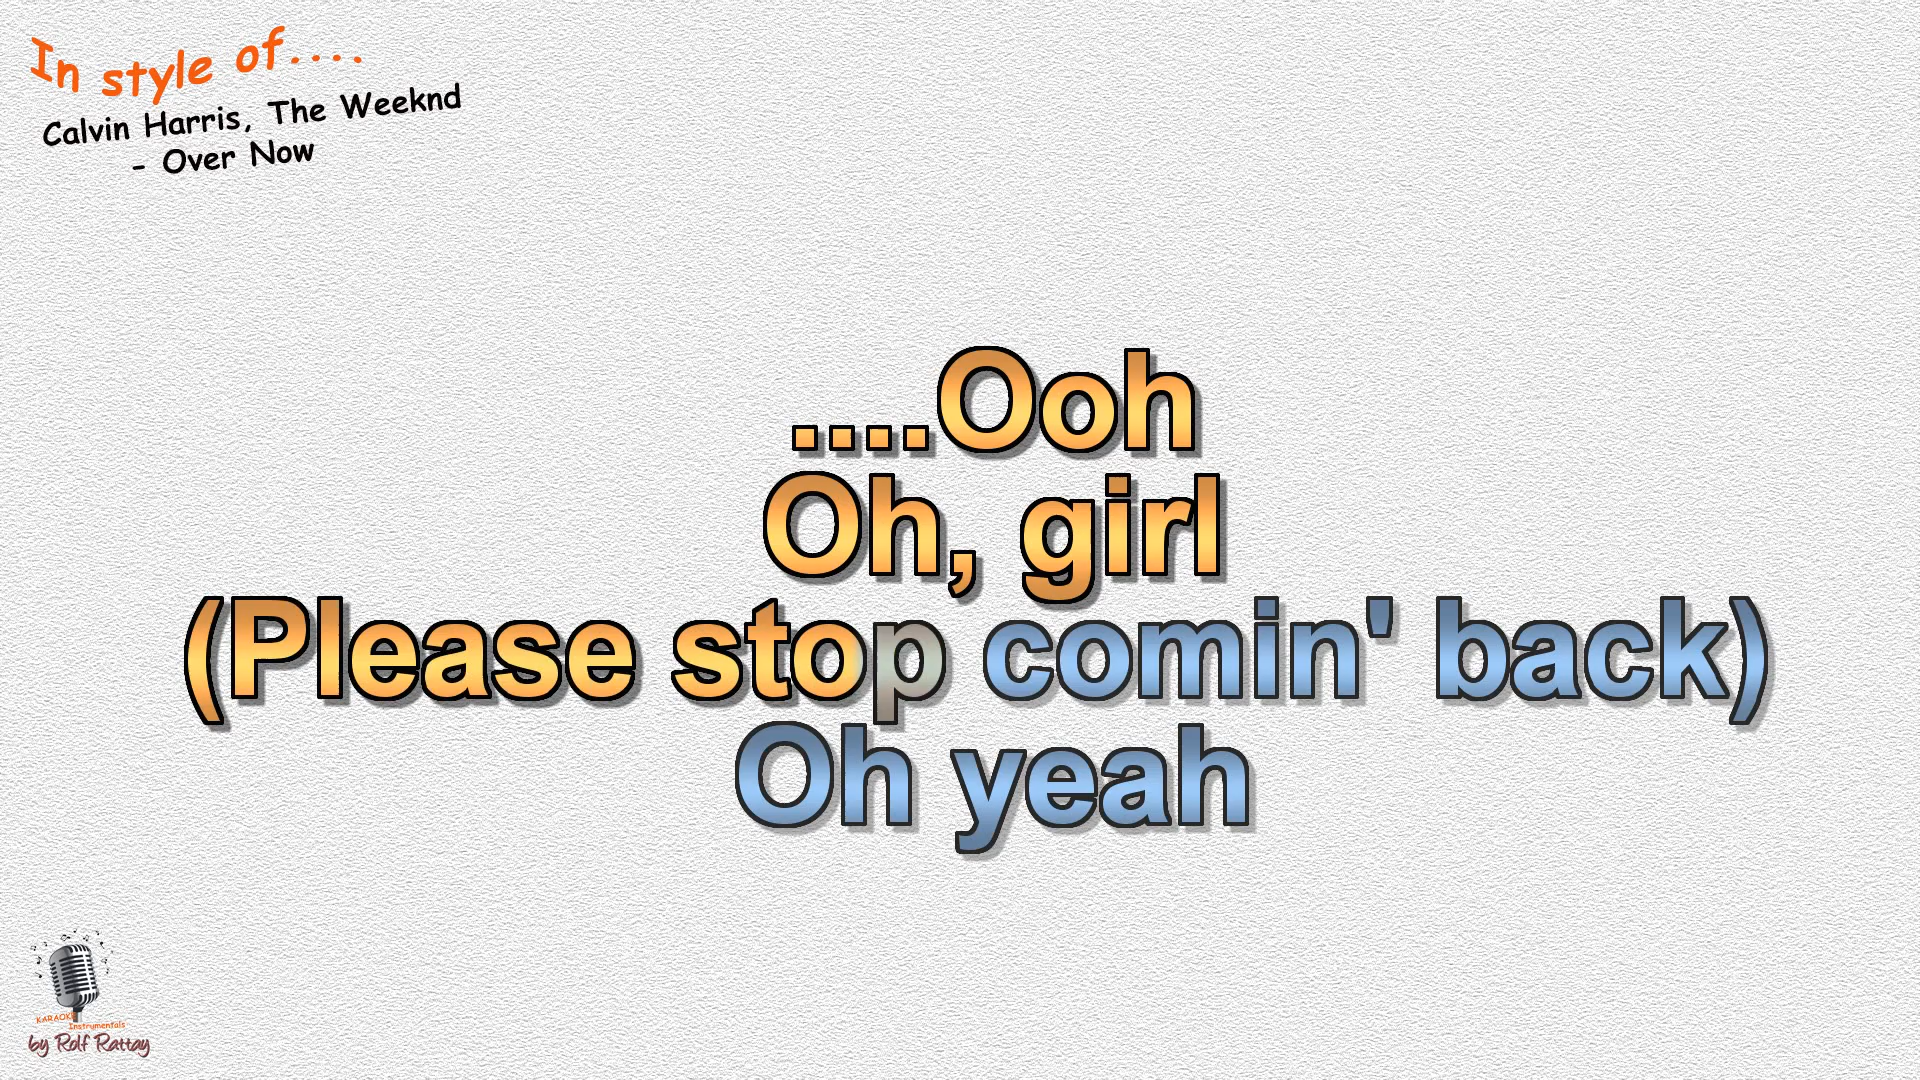 In style of....
Calvin Harris, The Weeknd
- Over Now
....Ooh
Oh, girl
(Please stop comin' back)
Oh yeah
KARAOKE
Instrumentals
by Rolf Rattay